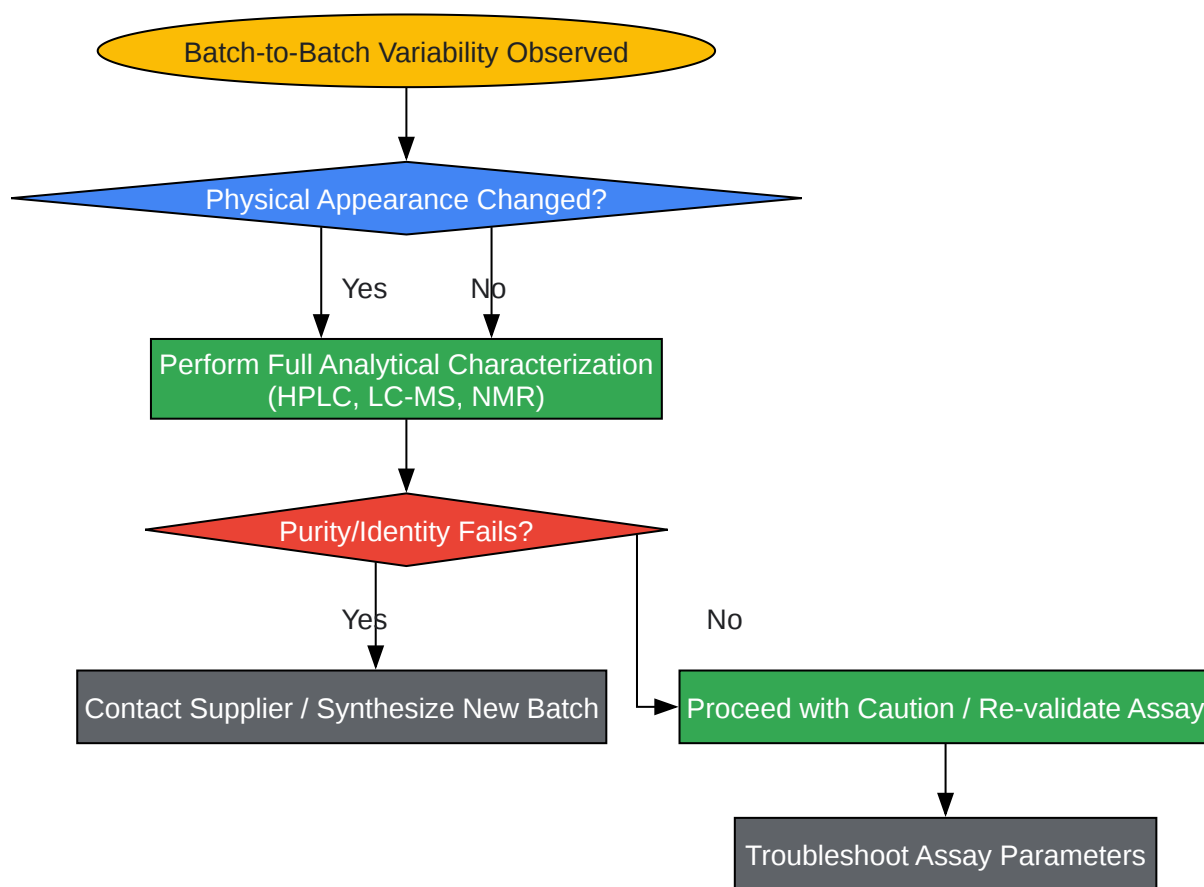 Batch-to-Batch Variability Observed
Physical Appearance Changed?
Yes
No
Perform Full Analytical Characterization
(HPLC, LC-MS, NMR)
Purity/Identity Fails?
Yes
No
Contact Supplier / Synthesize New Batch
Proceed with Caution / Re-validate Assay
Troubleshoot Assay Parameters